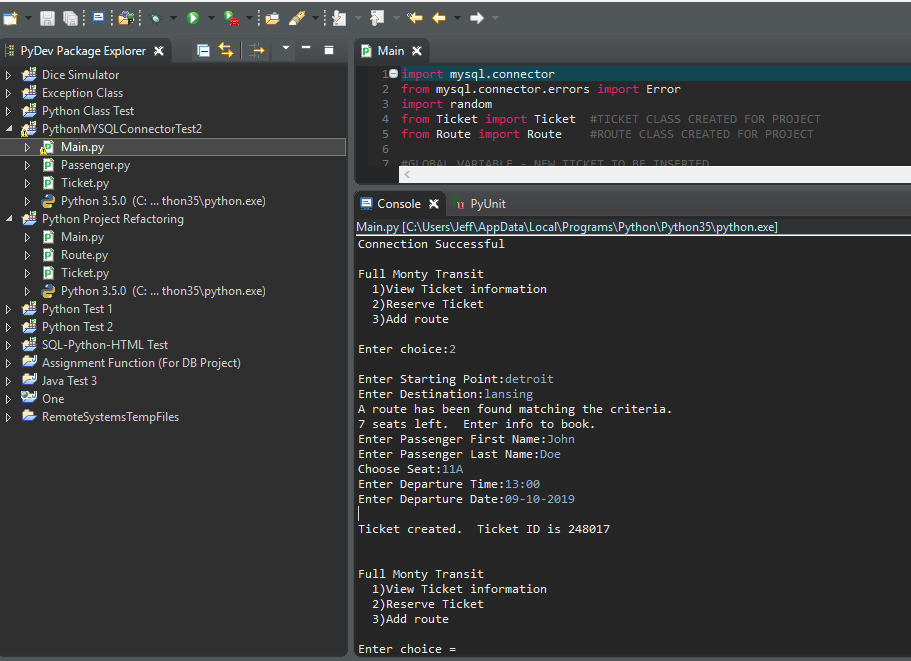 PyDev Package Explorer
Dice Simulator
Exception Class
Python Class Test
PythonMYSQLConnectorTest2
Main.py
Passenger.py
Ticket.py
Python 3.5.0 (C: ... thon35\python.exe)
Python Project Refactoring
Main.py
Route.py
Ticket.py
Python 3.5.0 (C: ... thon35\python.exe)
Python Test 1
Python Test 2
SQL-Python-HTML Test
Assignment Function (For DB Project)
Java Test 3
One
RemoteSystemsTempFiles
Main
1 import mysql.connector
2 from mysql.connector.errors import Error
3 import random
4 from Ticket import Ticket #TICKET CLASS CREATED FOR PROJECT
5 from Route import Route #ROUTE CLASS CREATED FOR PROJECT
6
7 #GLOBAL VARIABLE - NEW TICKET TO BE INSERTED
Console PyUnit
Main.py [C:\Users\Jeff\AppData\Local\Programs\Python\Python35\python.exe]
Connection Successful
Full Monty Transit
1)View Ticket information
2)Reserve Ticket
3)Add route
Enter choice:2
Enter Starting Point:detroit
Enter Destination:lansing
A route has been found matching the criteria.
7 seats left. Enter info to book.
Enter Passenger First Name:John
Enter Passenger Last Name:Doe
Choose Seat:11A
Enter Departure Time:13:00
Enter Departure Date:09-10-2019
Ticket created. Ticket ID is 248017
Full Monty Transit
1)View Ticket information
2)Reserve Ticket
3)Add route
Enter choice =